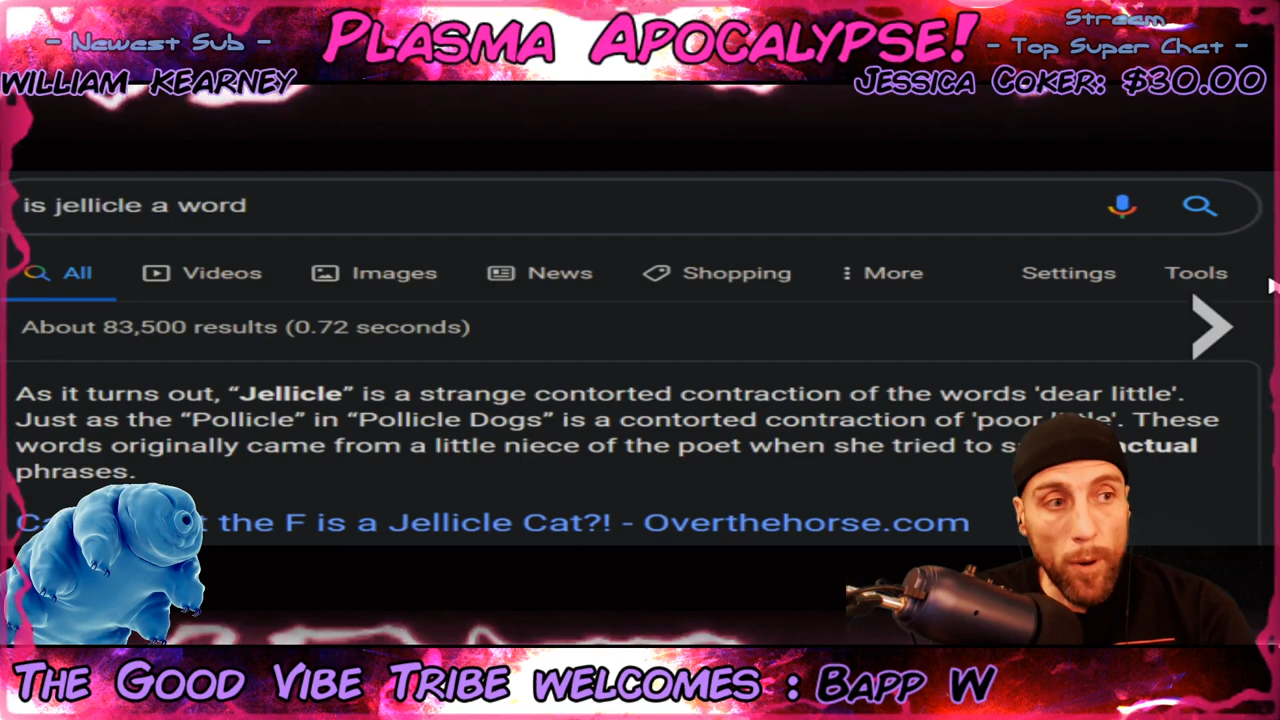 - Newest Sub -
PLASMA APOCALYPSE!
Stream
- Top Super Chat -
WILLIAM KEARNEY
JESSICA COKER: $30.00
is jellicle a word
All Videos Images News Shopping More Settings Tools
About 83,500 results (0.72 seconds)
As it turns out, “Jellicle” is a strange contorted contraction of the words 'dear little'.
Just as the “Pollicle” in “Pollicle Dogs” is a contorted contraction of 'poor'. These
words originally came from a little niece of the poet when she tried to
phrases.
the F is a Jellicle Cat?! - Overthehorse.com
THE GOOD VIBE TRIBE WELCOMES : BAPP W